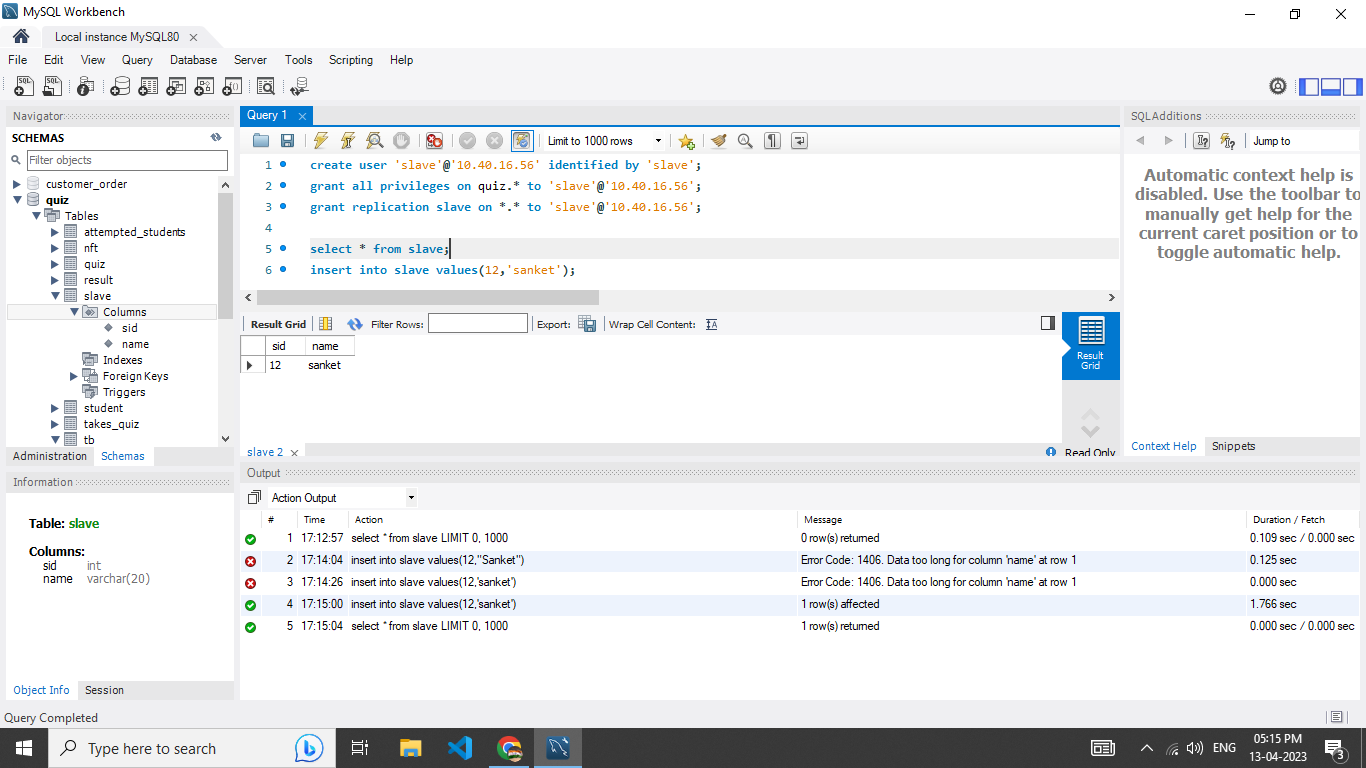 MySQL Workbench
Local instance MySQL80
File Edit View Query Database Server Tools Scripting Help
Navigator
SCHEMAS
Filter objects
customer_order
quiz
Tables
attempted_students
nft
quiz
result
slave
Columns
sid
name
Indexes
Foreign Keys
Triggers
student
takes_quiz
tb
Administration Schemas
Information
Table: slave
Columns:
sid int
name varchar(20)
Object Info Session
Query 1
Limit to 1000 rows
1 create user 'slave'@'10.40.16.56' identified by 'slave';
2 grant all privileges on quiz.* to 'slave'@'10.40.16.56';
3 grant replication slave on *.* to 'slave'@'10.40.16.56';
4
5 select * from slave;
6 insert into slave values(12,'sanket');
Result Grid Filter Rows: Export: Wrap Cell Content:
sid name
12 sanket
Result
Grid
slave 2
Read Only
SQLAdditions
Jump to
Automatic context help is
disabled. Use the toolbar to
manually get help for the
current caret position or to
toggle automatic help.
Context Help Snippets
Output
Action Output
# Time Action Message Duration / Fetch
1 17:12:57 select * from slave LIMIT 0, 1000 0 row(s) returned 0.109 sec / 0.000 sec
2 17:14:04 insert into slave values(12,"Sanket") Error Code: 1406. Data too long for column 'name' at row 1 0.125 sec
3 17:14:26 insert into slave values(12,'sanket') Error Code: 1406. Data too long for column 'name' at row 1 0.000 sec
4 17:15:00 insert into slave values(12,'sanket') 1 row(s) affected 1.766 sec
5 17:15:04 select * from slave LIMIT 0, 1000 1 row(s) returned 0.000 sec / 0.000 sec
Query Completed
Type here to search
ENG
05:15 PM
13-04-2023
3